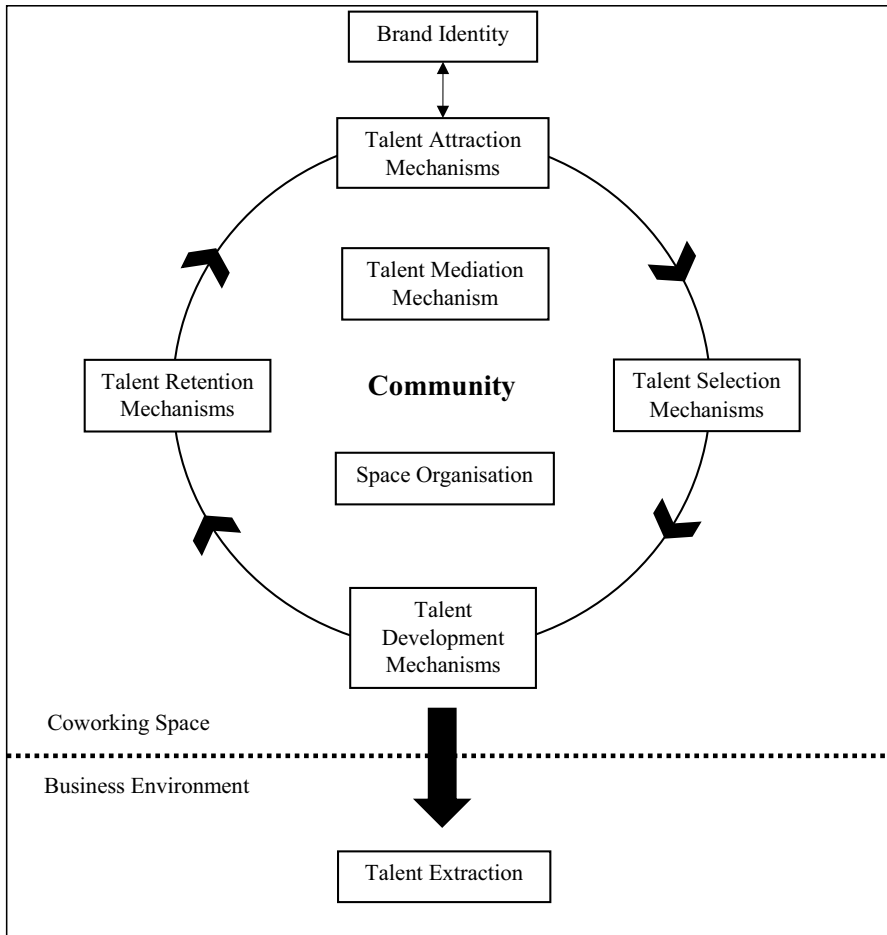 Brand Identity
Talent Attraction
Mechanisms
Talent Mediation
Mechanism
Talent Retention
Mechanisms
Community
Talent Selection
Mechanisms
Space Organisation
Talent
Development
Mechanisms
Coworking Space
Business Environment
Talent Extraction